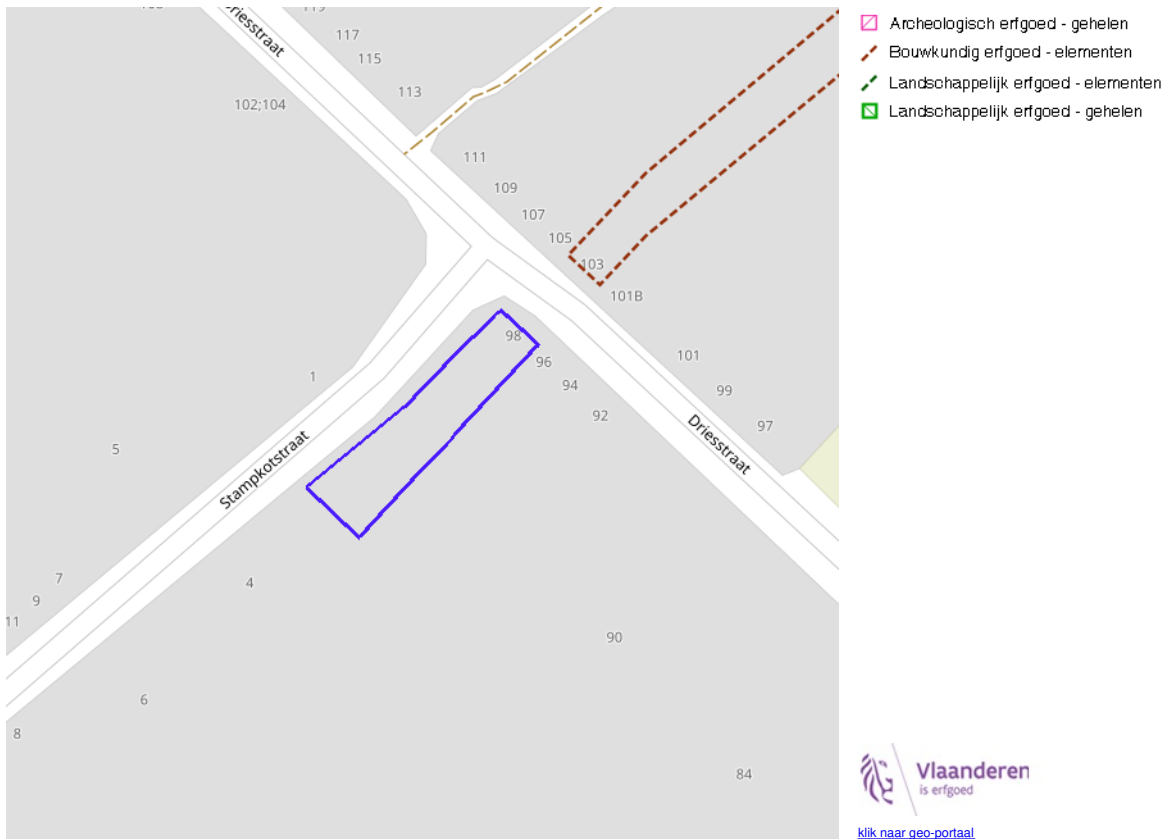 119
117
115
113
102;104
Driesstraat
111
109
107
105
103
101B
98
96
94
92
101
99
97
Driesstraat
1
5
Stampkotstraat
7
9
11
4
6
8
90
84
Archeologisch erfgoed - gehelen
Bouwkundig erfgoed - elementen
Landschappelijk erfgoed - elementen
Landschappelijk erfgoed - gehelen
Vlaanderen
is erfgoed
klik naar geo-portaal